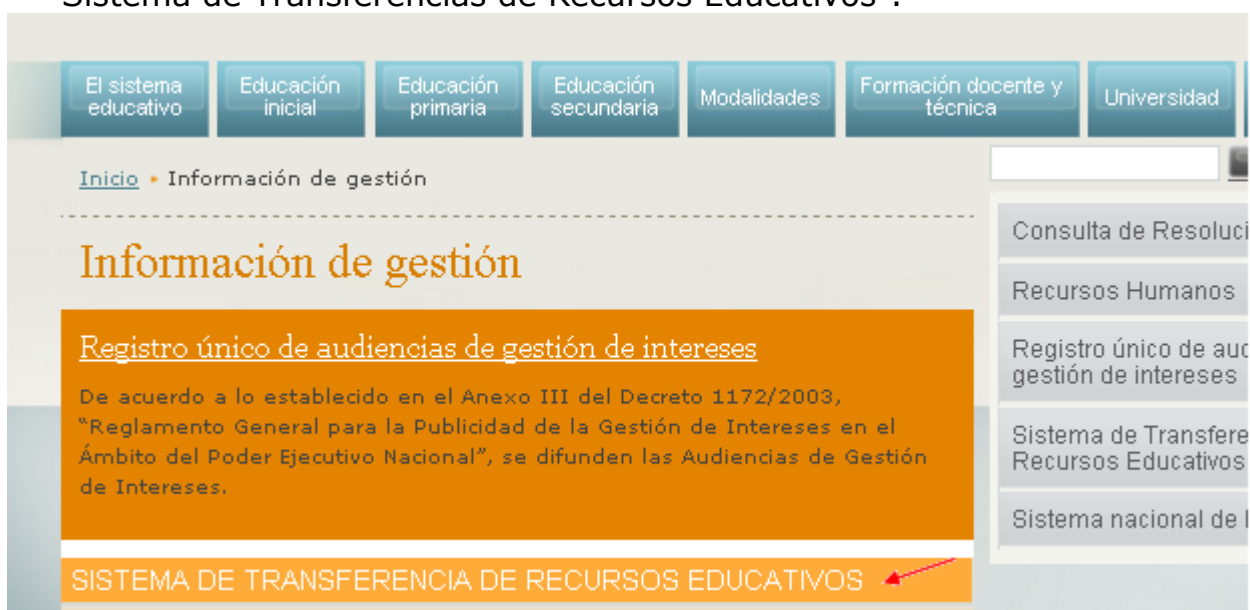 Sistema de Transferencias de Recursos Educativos".
El sistema
educativo
Educación
inicial
Educación
primaria
Educación
secundaria
Modalidades
Formación docente y
técnica
Universidad
Inicio • Información de gestión
Información de gestión
Registro único de audiencias de gestión de intereses
De acuerdo a lo establecido en el Anexo III del Decreto 1172/2003,
“Reglamento General para la Publicidad de la Gestión de Intereses en el
Ámbito del Poder Ejecutivo Nacional”, se difunden las Audiencias de Gestión
de Intereses.
SISTEMA DE TRANSFERENCIA DE RECURSOS EDUCATIVOS
Consulta de Resoluci
Recursos Humanos
Registro único de aud
gestión de intereses
Sistema de Transfere
Recursos Educativos
Sistema nacional de